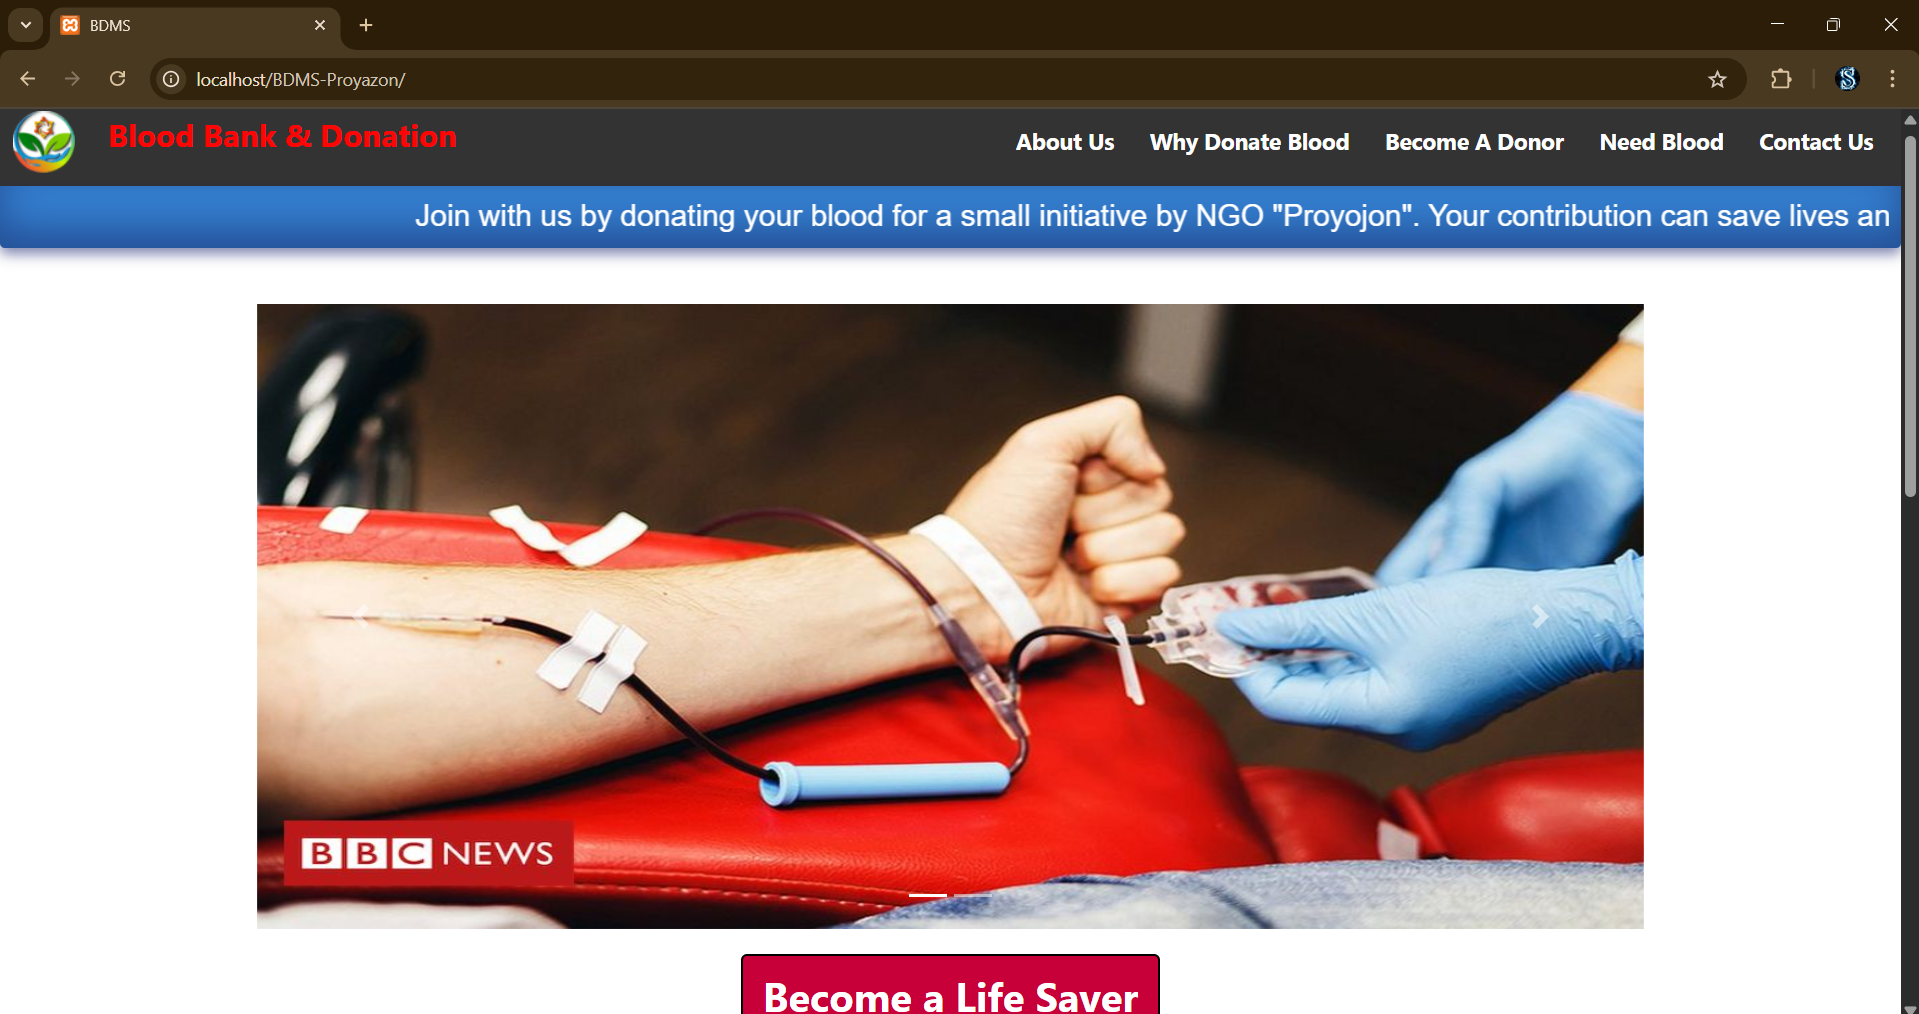 BDMS
localhost/BDMS-Proyazon/
Blood Bank & Donation
About Us
Why Donate Blood
Become A Donor
Need Blood
Contact Us
Join with us by donating your blood for a small initiative by NGO "Proyojon". Your contribution can save lives an
BBC NEWS
Become a Life Saver